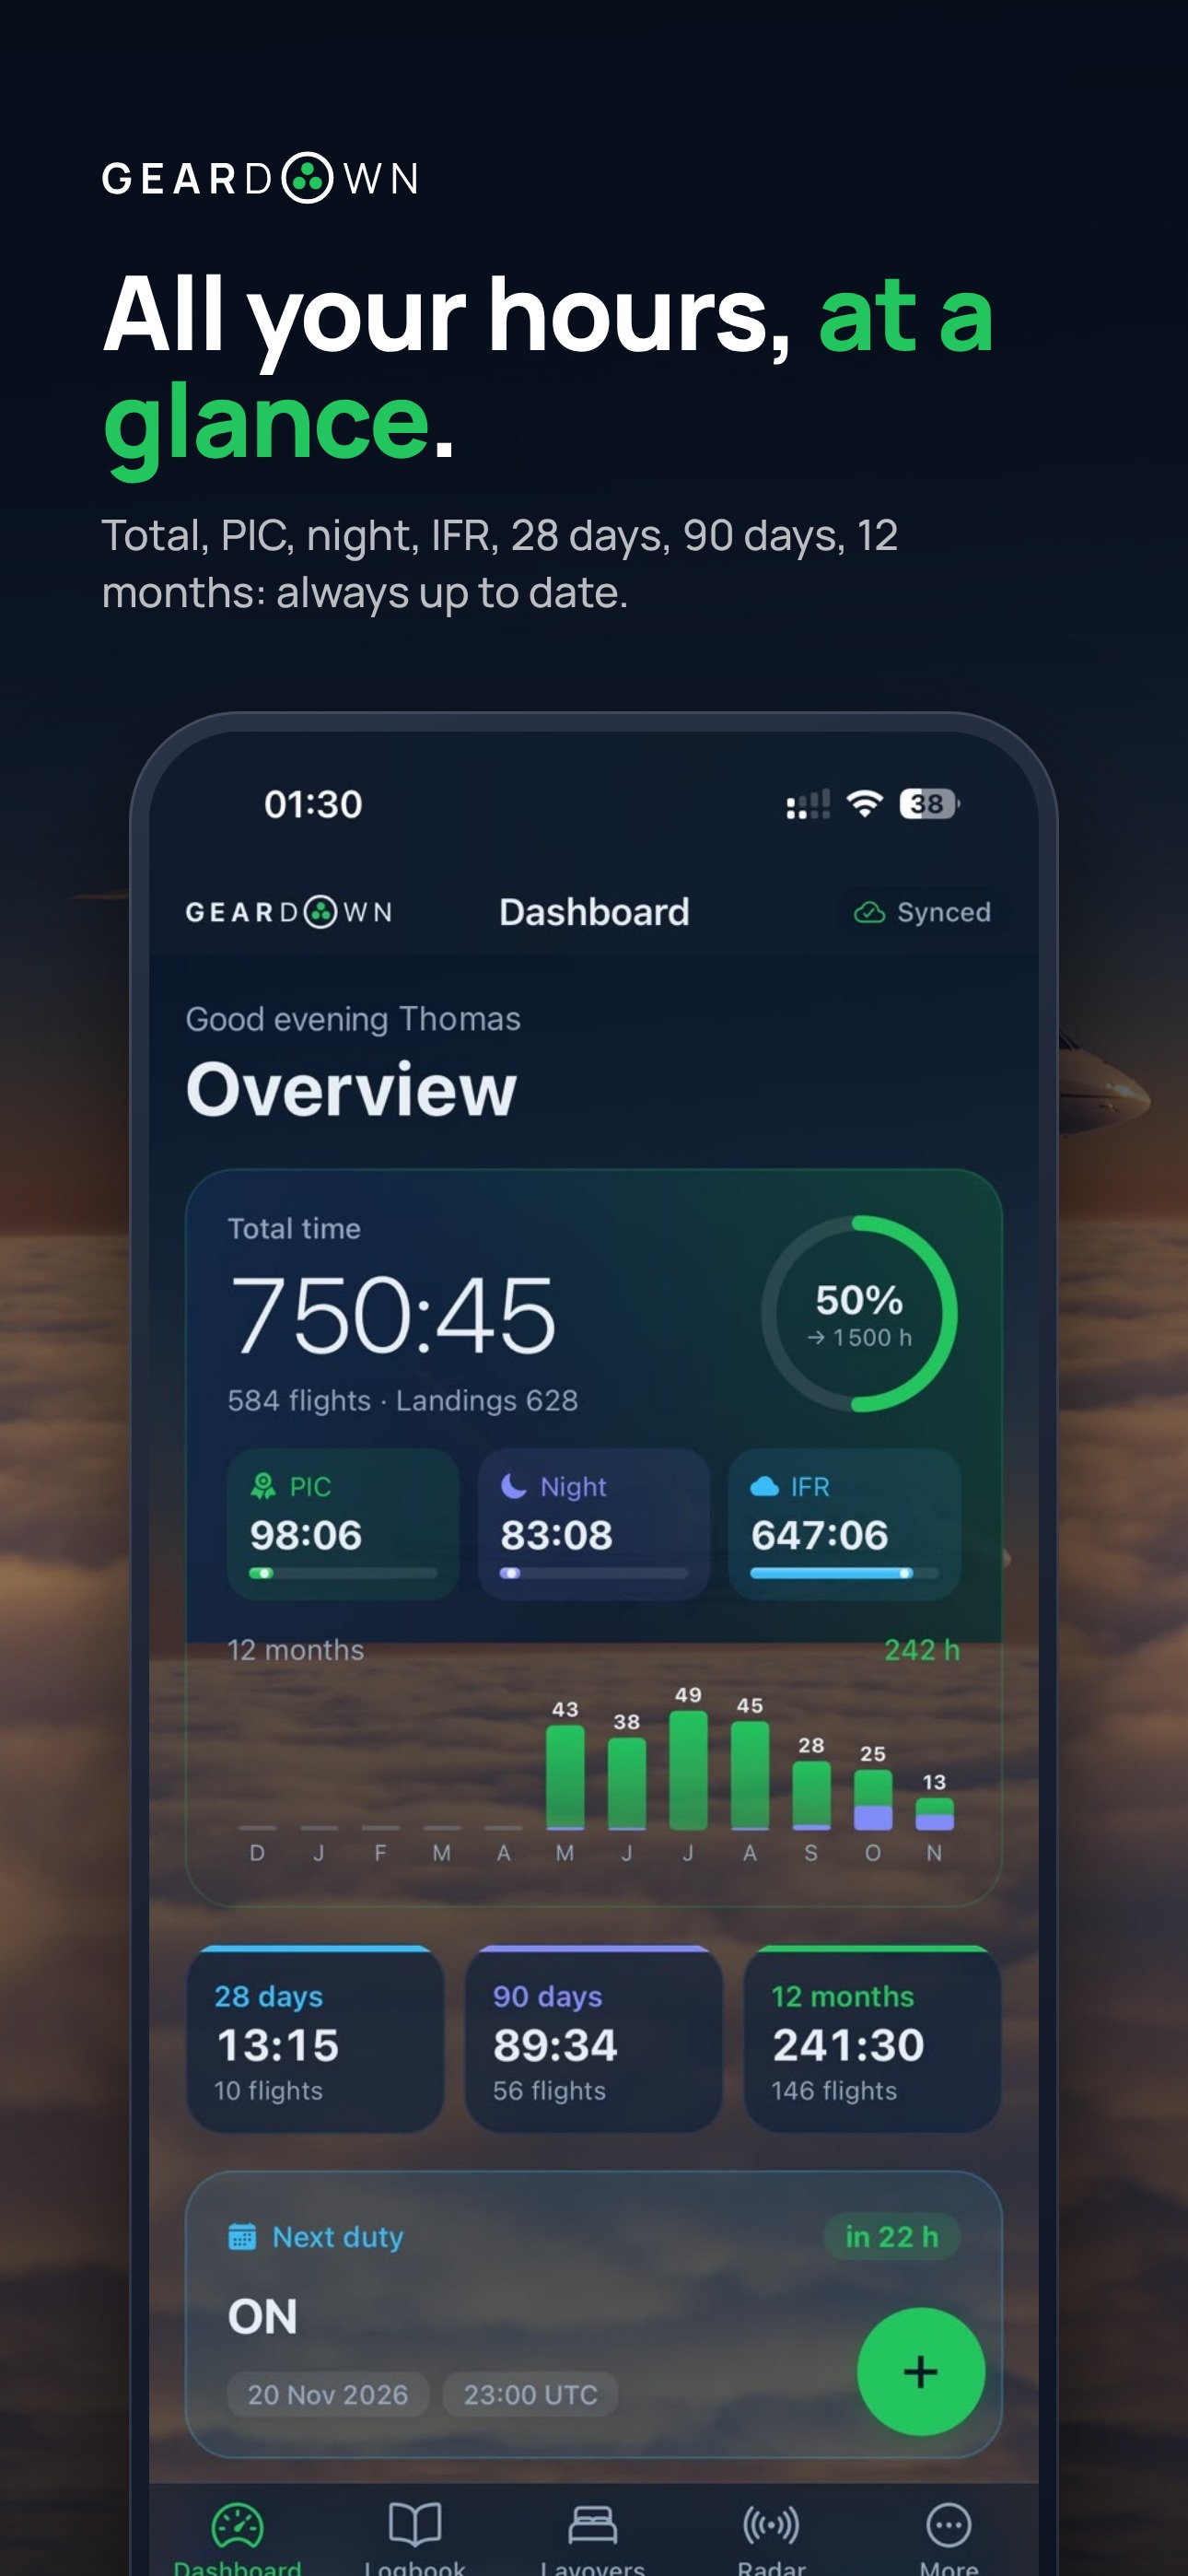 GEARDOWN
All your hours, at a
glance.
Total, PIC, night, IFR, 28 days, 90 days, 12
months: always up to date.
01:30 38
GEARDOWN Dashboard Synced
Good evening Thomas
Overview
Total time
750:45
584 flights · Landings 628
50%
→ 1 500 h
PIC Night IFR
98:06 83:08 647:06
12 months 242 h
43 38 49 45 28 25 13
D J F M A M J J A S O N
28 days 90 days 12 months
13:15 89:34 241:30
10 flights 56 flights 146 flights
Next duty in 22 h
ON
+
20 Nov 2026 23:00 UTC
Dashboard Logbook Layovers Radar More